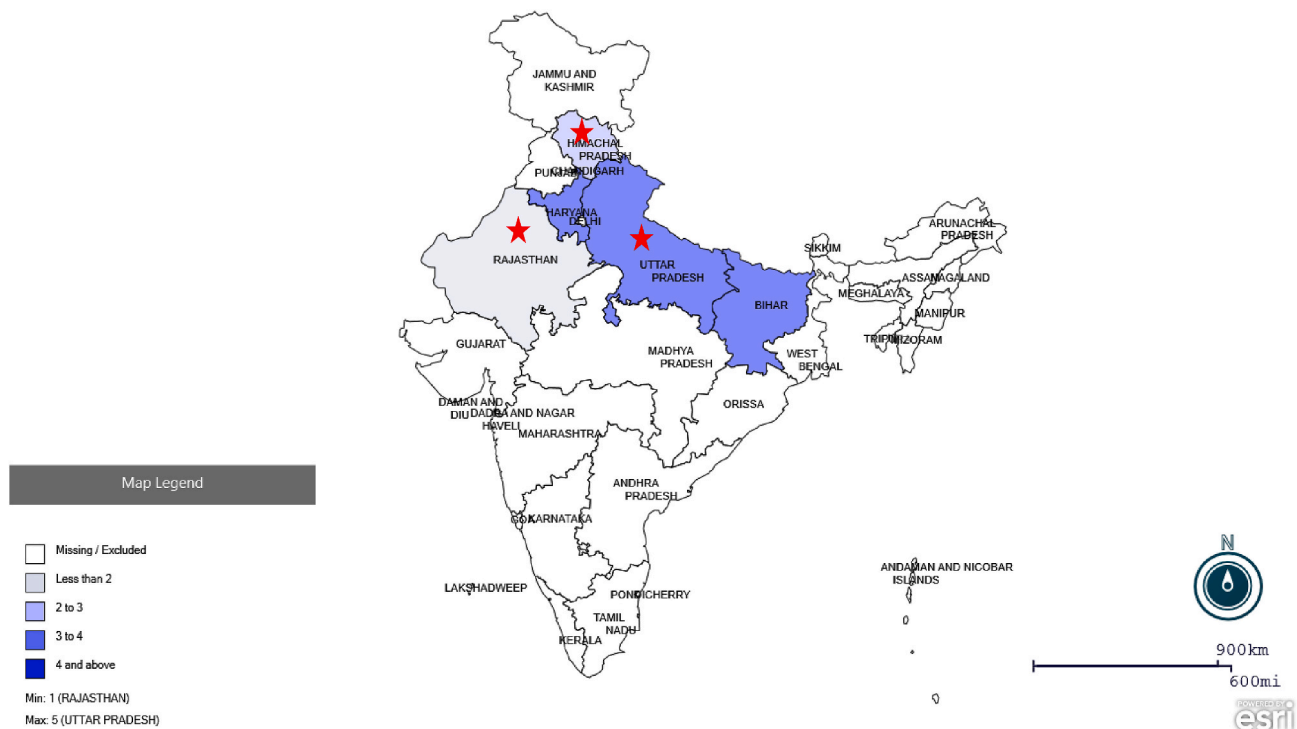 JAMMU AND
KASHMIR
HIMACHAL
PRADESH
CHANDIGARH
PUNJAB
HARYANA
DELHI
RAJASTHAN
UTTAR
PRADESH
BIHAR
SIKKIM
ARUNACHAL
PRADESH
ASSAM
NAGALAND
MEGHALAYA
MANIPUR
TRIPURA
MIZORAM
GUJARAT
MADHYA
PRADESH
WEST
BENGAL
ORISSA
DAMAN AND
DIU
DADRA AND NAGAR
HAVELI
MAHARASHTRA
ANDHRA
PRADESH
GOA
KARNATAKA
LAKSHADWEEP
PONDICHERRY
TAMIL
NADU
KERALA
ANDAMAN AND NICOBAR
ISLANDS
Map Legend
Missing / Excluded
Less than 2
2 to 3
3 to 4
4 and above
Min: 1 (RAJASTHAN)
Max: 5 (UTTAR PRADESH)
N
900km
600mi
POWERED BY
esri